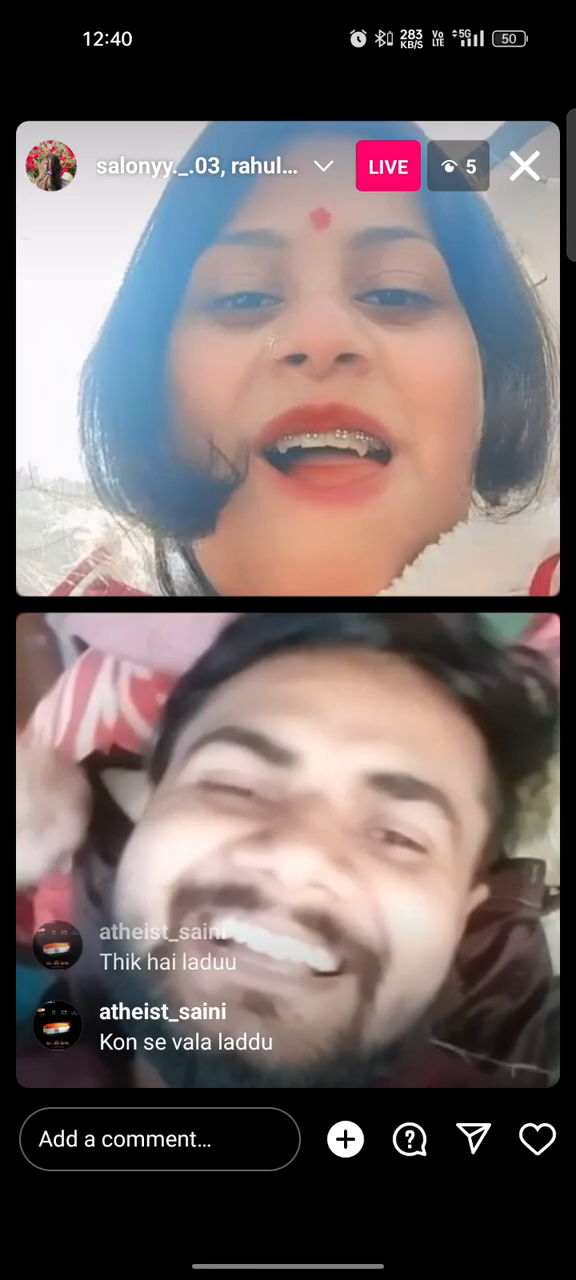 12:40
283
KB/S
Vo
LTE
5G
50
salonyy._.03, rahul...
LIVE
5
atheist_saini
Thik hai laduu
atheist_saini
Kon se vala laddu
Add a comment...